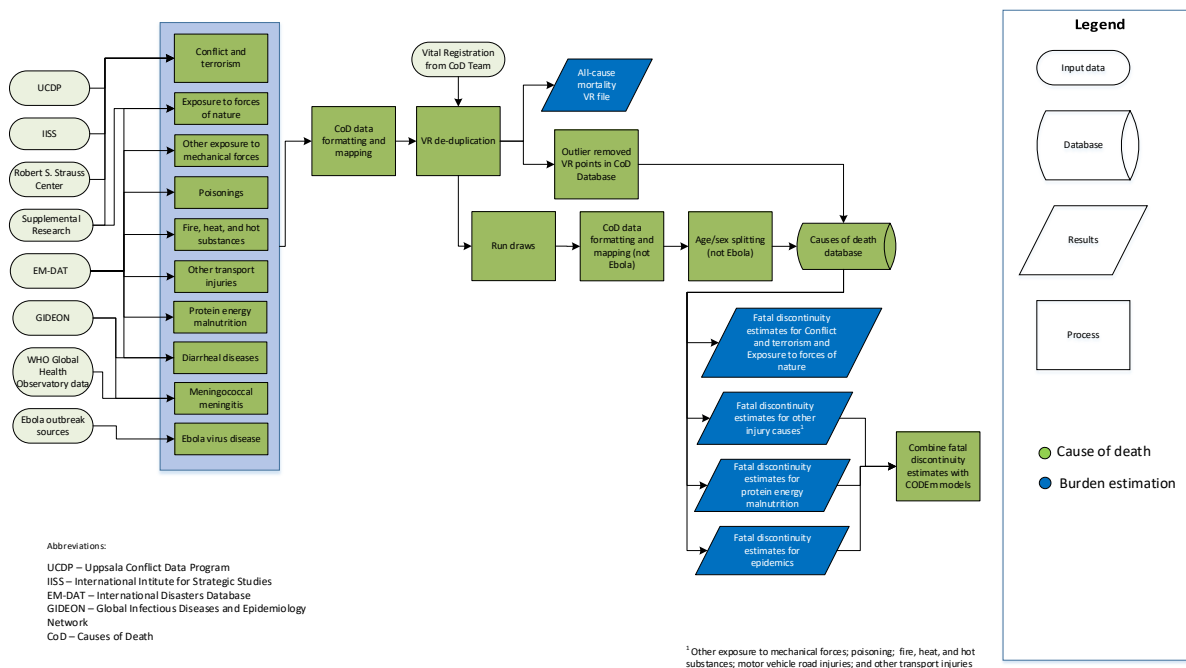 UCDP
IISS
Robert S. Strauss
Center
Supplemental
Research
EM-DAT
GIDEON
WHO Global
Health
Observatory data
Ebola outbreak
sources
Conflict and
terrorism
Exposure to forces
of nature
Other exposure to
mechanical forces
Poisonings
Fire, heat, and hot
substances
Other transport
injuries
Protein energy
malnutrition
Diarrheal diseases
Meningococcal
meningitis
Ebola virus disease
CoD data
formatting and
mapping
Vital Registration
from CoD Team
VR de-duplication
All-cause
mortality
VR file
Outlier removed
VR points in CoD
Database
Run draws
CoD data
formatting and
mapping (not
Ebola)
Age/sex splitting
(not Ebola)
Causes of death
database
Fatal discontinuity
estimates for Conflict
and terrorism and
Exposure to forces of
nature
Fatal discontinuity
estimates for other
injury causes¹
Fatal discontinuity
estimates for
protein energy
malnutrition
Fatal discontinuity
estimates for
epidemics
Combine fatal
discontinuity
estimates with
CODEm models
Legend
Input data
Database
Results
Process
Cause of death
Burden estimation
Abbreviations:
UCDP – Uppsala Conflict Data Program
IISS – International Intitute for Strategic Studies
EM-DAT – International Disasters Database
GIDEON – Global Infectious Diseases and Epidemiology
Network
CoD – Causes of Death
¹ Other exposure to mechanical forces; poisoning; fire, heat, and hot
substances; motor vehicle road injuries; and other transport injuries